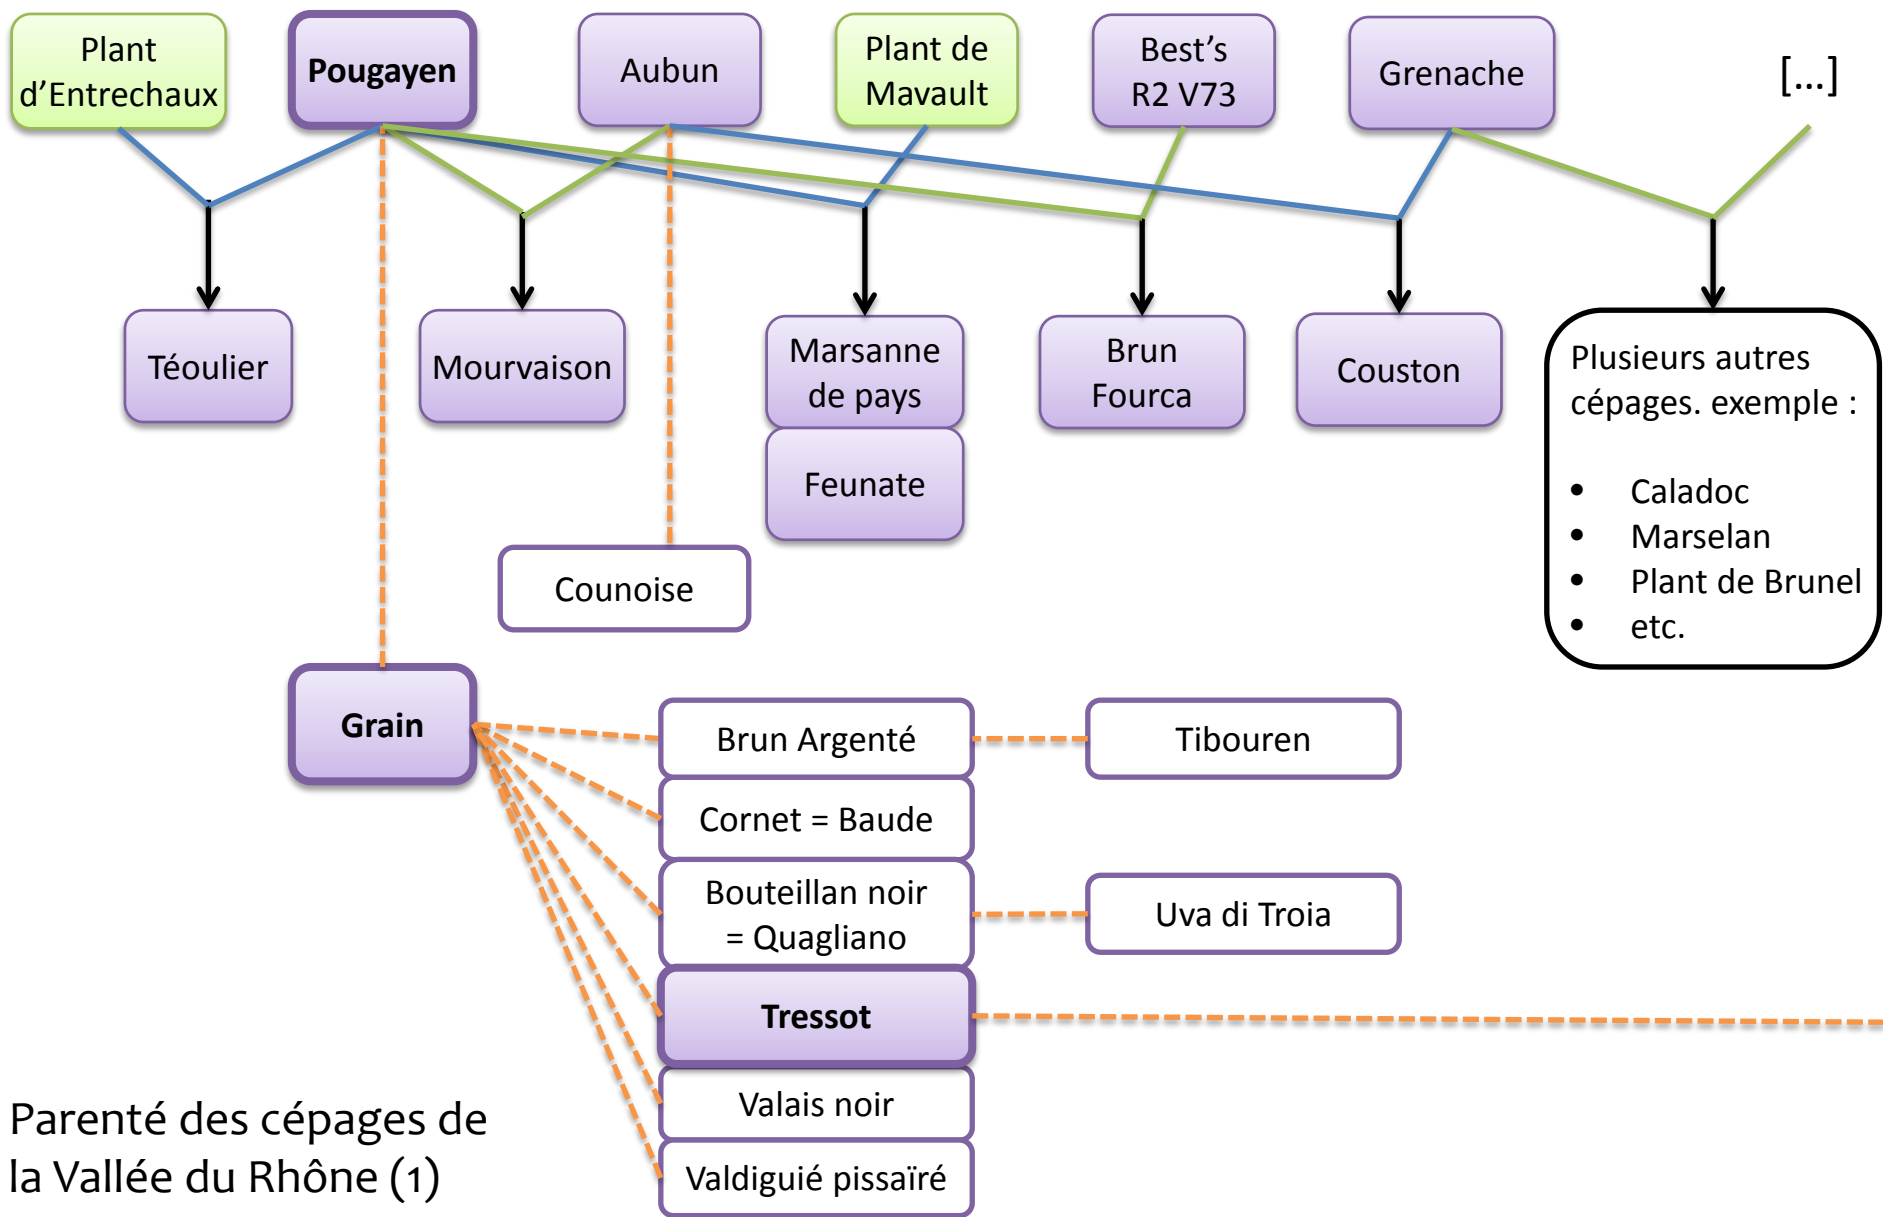 Plant
d’Entrechaux
Pougayen
Aubun
Plant de
Mavault
Best’s
R2 V73
Grenache
[...]
Téoulier
Mourvaison
Marsanne
de pays
Feunate
Brun
Fourca
Couston
Plusieurs autres
cépages. exemple :
• Caladoc
• Marselan
• Plant de Brunel
• etc.
Counoise
Grain
Brun Argenté
Tibouren
Cornet = Baude
Bouteillan noir
= Quagliano
Uva di Troia
Tressot
Valais noir
Valdiguié pissaïré
Parenté des cépages de
la Vallée du Rhône (1)